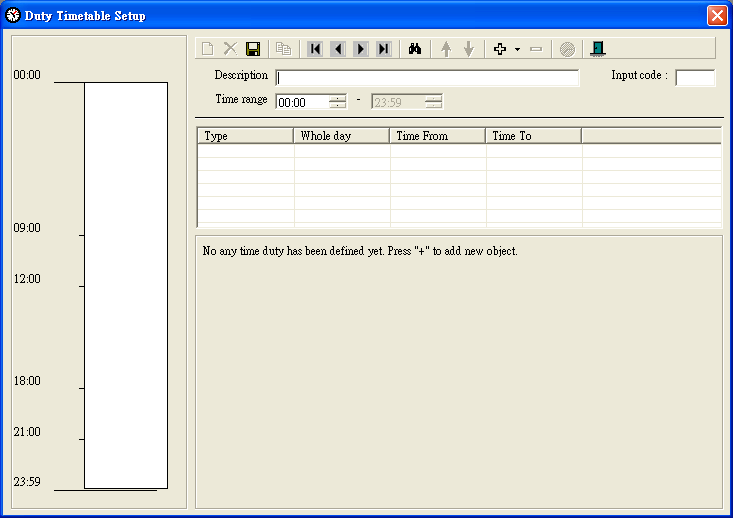 Duty Timetable Setup
00:00
09:00
12:00
18:00
21:00
23:59
Description
Input code :
Time range 00:00 - 23:59
Type Whole day Time From Time To
No any time duty has been defined yet. Press "+" to add new object.